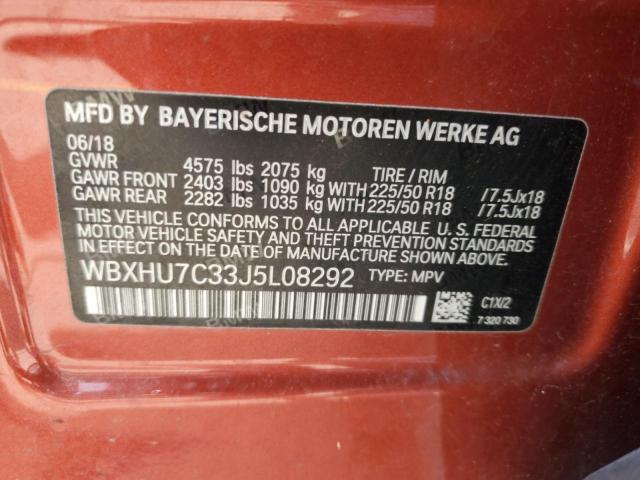 MFD BY BAYERISCHE MOTOREN WERKE AG
06/18
GVWR 4575 lbs 2075 kg TIRE / RIM
GAWR FRONT 2403 lbs 1090 kg WITH 225/50 R18 /7.5Jx18
GAWR REAR 2282 lbs 1035 kg WITH 225/50 R18 /7.5Jx18
THIS VEHICLE CONFORMS TO ALL APPLICABLE U. S. FEDERAL
MOTOR VEHICLE SAFETY AND THEFT PREVENTION STANDARDS
IN EFFECT ON THE DATE OF MANUFACTURE SHOWN ABOVE.
WBXHU7C33J5L08292 TYPE: MPV
C1X/2
7 320 730